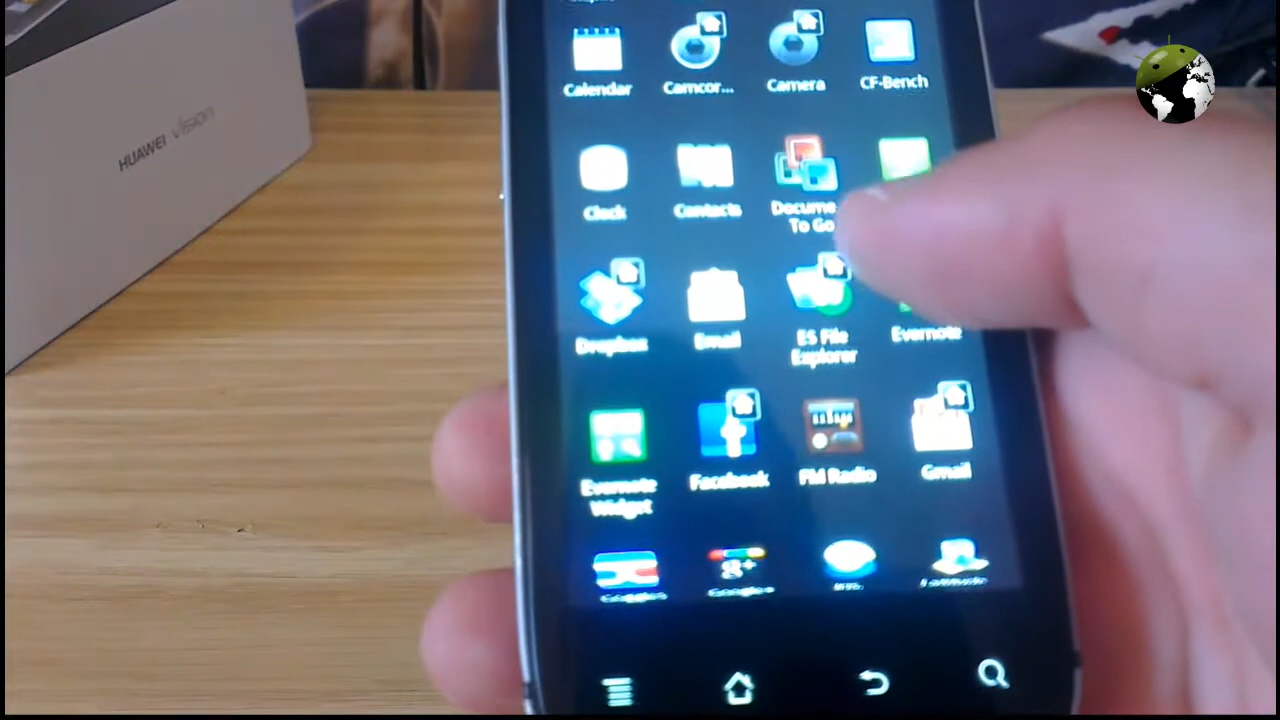 HUAWEI VISION
Calendar
Camcor...
Camera
CF-Bench
Clock
Contacts
Docume
To Go
Dropbox
Email
ES File
Explorer
Evernote
Evernote
Widget
Facebook
f
FM Radio
Gmail
g+
Google+